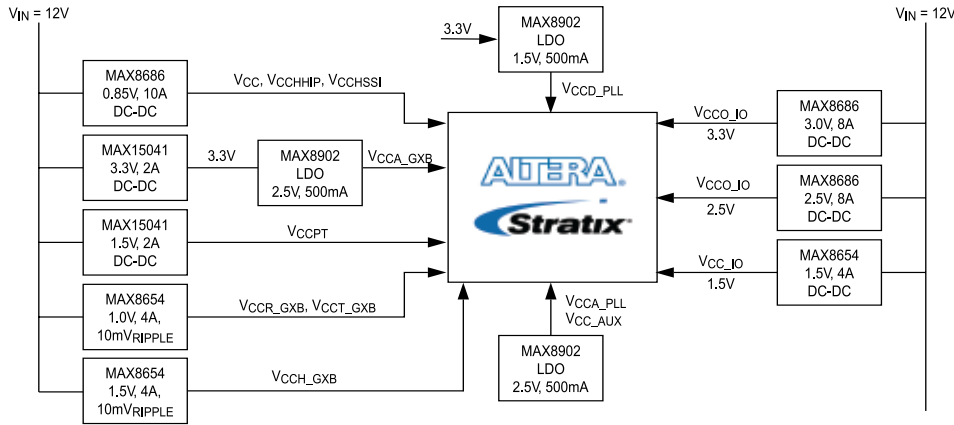 VIN = 12V
VIN = 12V
MAX8902
LDO
1.5V, 500mA
3.3V
VCCD_PLL
MAX8686
0.85V, 10A
DC-DC
VCC, VCCHHIP, VCCHSSI
MAX15041
3.3V, 2A
DC-DC
3.3V
MAX8902
LDO
2.5V, 500mA
VCCA_GXB
MAX15041
1.5V, 2A
DC-DC
VCCPT
MAX8654
1.0V, 4A,
10mVRIPPLE
VCCR_GXB, VCCT_GXB
MAX8654
1.5V, 4A,
10mVRIPPLE
VCCH_GXB
ALTERA®
Stratix™
VCCA_PLL
VCC_AUX
MAX8902
LDO
2.5V, 500mA
VCCO_IO
3.3V
MAX8686
3.0V, 8A
DC-DC
VCCO_IO
2.5V
MAX8686
2.5V, 8A
DC-DC
VCC_IO
1.5V
MAX8654
1.5V, 4A
DC-DC